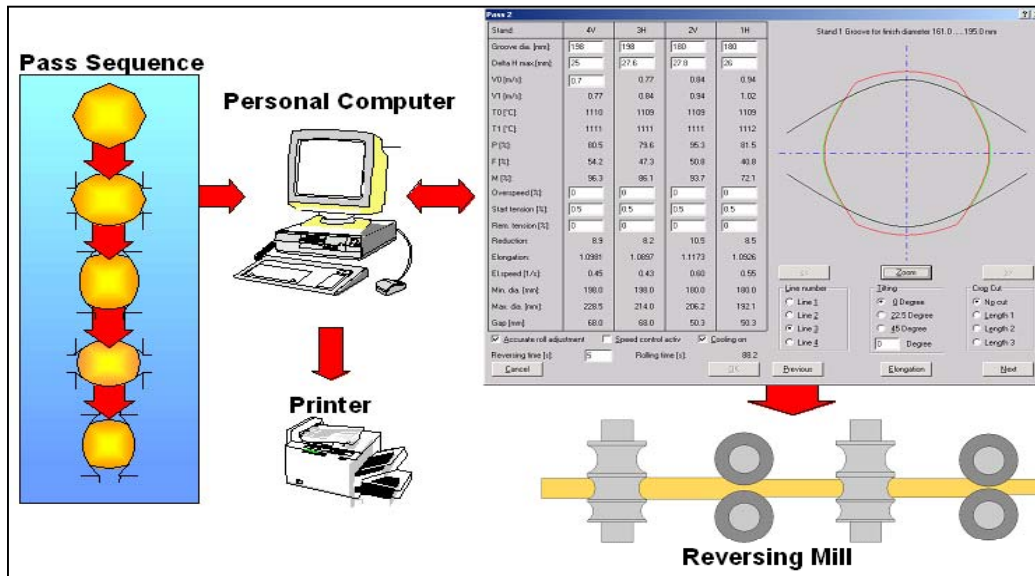 Pass Sequence
Personal Computer
Printer
Pass 2
Stand: 4V 3H 2V 1H
Groove dia. [mm]: 198 198 180 180
Delta H max.[mm]: 25 27.6 27.8 26
V0 [m/s]: 0.7 0.77 0.84 0.94
V1 [m/s]: 0.77 0.84 0.94 1.02
T0 [°C]: 1110 1109 1109 1109
T1 [°C]: 1111 1111 1111 1112
P [%]: 80.5 79.6 95.3 81.5
F [%]: 54.2 47.3 50.8 40.8
M [%]: 96.3 86.1 93.7 72.1
Overspeed [%]: 0 0 0 0
Start tension [%]: 0.5 0.5 0.5 0.5
Rem. tension [%]: 0 0 0 0
Reduction: 8.9 8.2 10.5 8.5
Elongation: 1.0981 1.0897 1.1173 1.0926
El.speed [1/s]: 0.45 0.43 0.60 0.55
Min. dia. [mm]: 198.0 198.0 180.0 180.0
Max. dia. [mm]: 228.5 214.0 206.2 192.1
Gap [mm]: 68.0 68.0 50.3 50.3
Accurate roll adjustment Speed control activ Cooling on
Reversing time [s]: 5 Rolling time [s]: 88.2
Stand 1 Groove for finish diameter 161.0 ... 195.0 mm
<< Zoom >>
Line number
Line 1
Line 2
Line 3
Line 4
Tilting
0 Degree
22.5 Degree
45 Degree
0 Degree
Crop Cut
No cut
Length 1
Length 2
Length 3
Cancel OK Previous Elongation Next
Reversing Mill